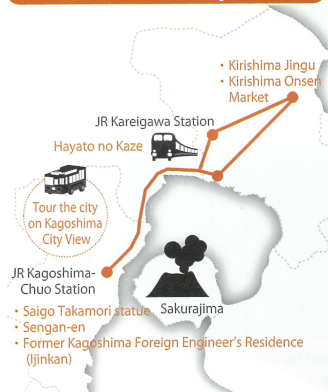 • Kirishima Jingu
• Kirishima Onsen
Market
JR Kareigawa Station
Hayato no Kaze
Tour the city
on Kagoshima
City View
JR Kagoshima-
Chuo Station
• Saigo Takamori statue
Sakurajima
• Sengan-en
• Former Kagoshima Foreign Engineer's Residence
(Ijinkan)